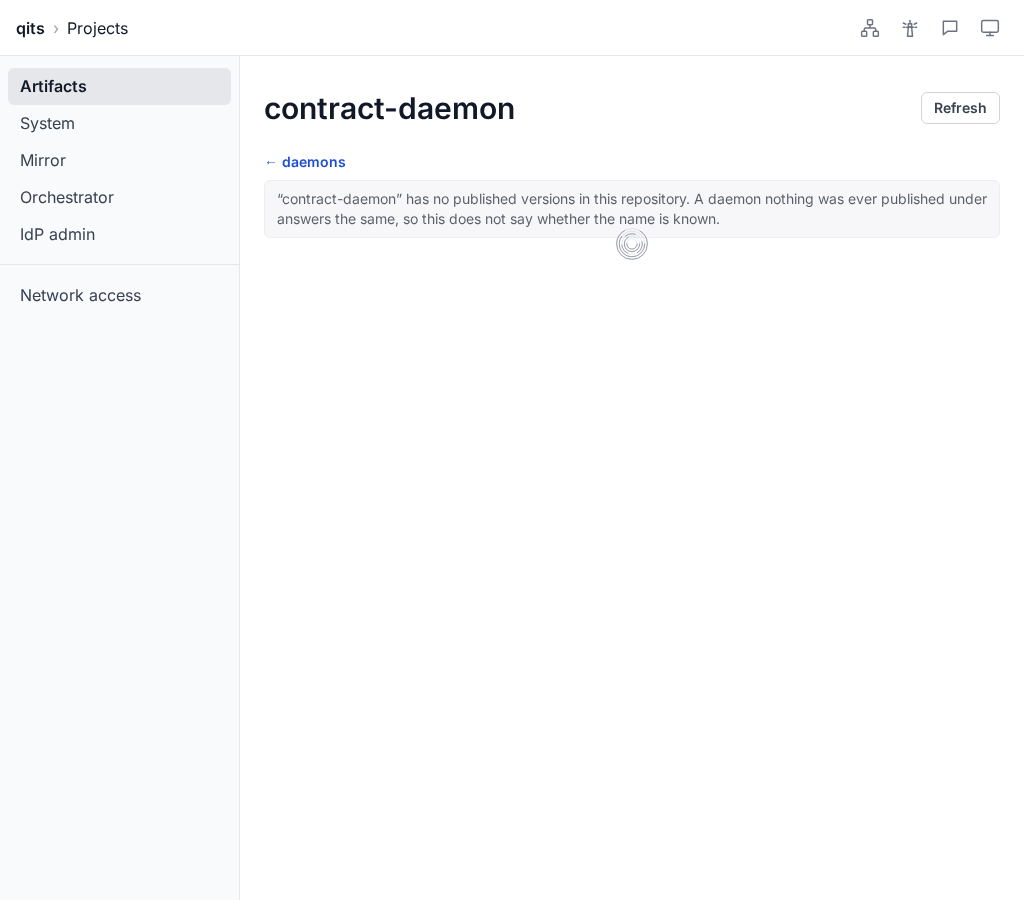 qits › Projects
Artifacts
System
Mirror
Orchestrator
IdP admin
Network access
contract-daemon
Refresh
← daemons
“contract-daemon” has no published versions in this repository. A daemon nothing was ever published under
answers the same, so this does not say whether the name is known.